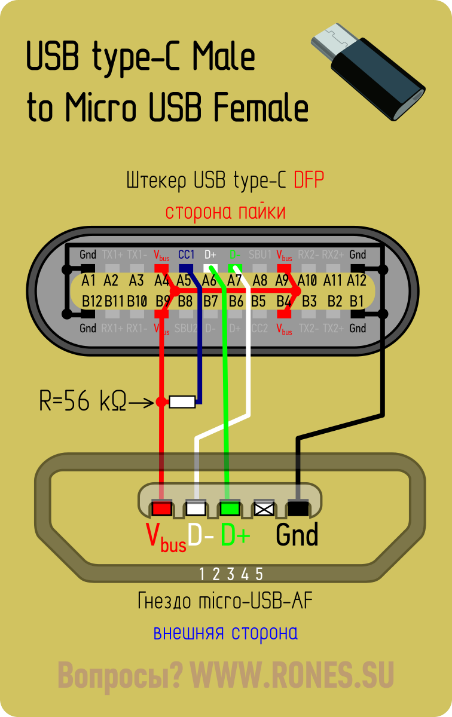 USB type-C Male
to Micro USB Female
Штекер USB type-C DFP
сторона пайки
Gnd TX1+ TX1- Vbus CC1 D+ D- SBU1 Vbus RX2- RX2+ Gnd
A1 A2 A3 A4 A5 A6 A7 A8 A9 A10 A11 A12
B12 B11 B10 B9 B8 B7 B6 B5 B4 B3 B2 B1
Gnd RX1+ RX1- Vbus SBU2 D- D+ CC2 Vbus TX2- TX2+ Gnd
R=56 kΩ
Vbus D- D+ Gnd
1 2 3 4 5
Гнездо micro-USB-AF
внешняя сторона
Вопросы? WWW.RONES.SU